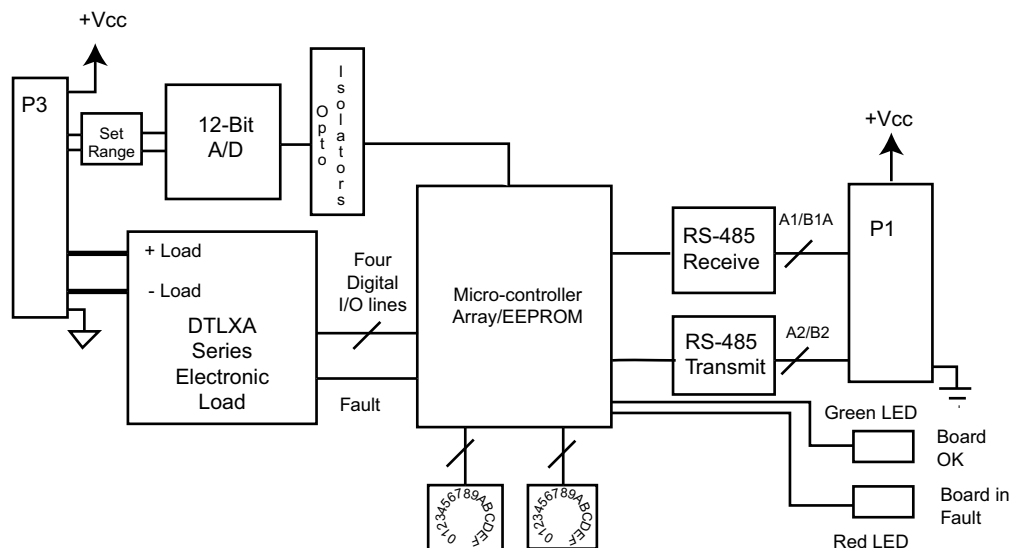 +Vcc
P3
Set
Range
12-Bit
A/D
Opto
Isolators
+ Load
- Load
DTLXA
Series
Electronic
Load
Four
Digital
I/O lines
Fault
Micro-controller
Array/EEPROM
RS-485
Receive
A1/B1A
RS-485
Transmit
A2/B2
+Vcc
P1
Green LED
Board
OK
Board in
Fault
Red LED
0123456789ABCDEF
0123456789ABCDEF